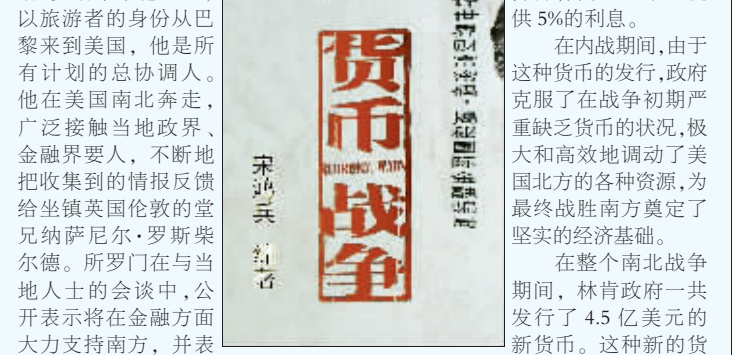 以旅游者的身份从巴
黎来到美国，他是所
有计划的总协调人。
他在美国南北奔走，
广泛接触当地政界、
金融界要人，不断地
把收集到的情报反馈
给坐镇英国伦敦的堂
兄纳萨尼尔·罗斯柴
尔德。所罗门在与当
地人士的会谈中，公
开表示将在金融方面
大力支持南方，并表
货币
战争
宋鸿兵 编著
供 5%的利息。
在内战期间，由于
这种货币的发行，政府
克服了在战争初期严
重缺乏货币的状况，极
大和高效地调动了美
国北方的各种资源，为
最终战胜南方奠定了
坚实的经济基础。
在整个南北战争
期间，林肯政府一共
发行了 4.5 亿美元的
新货币。这种新的货